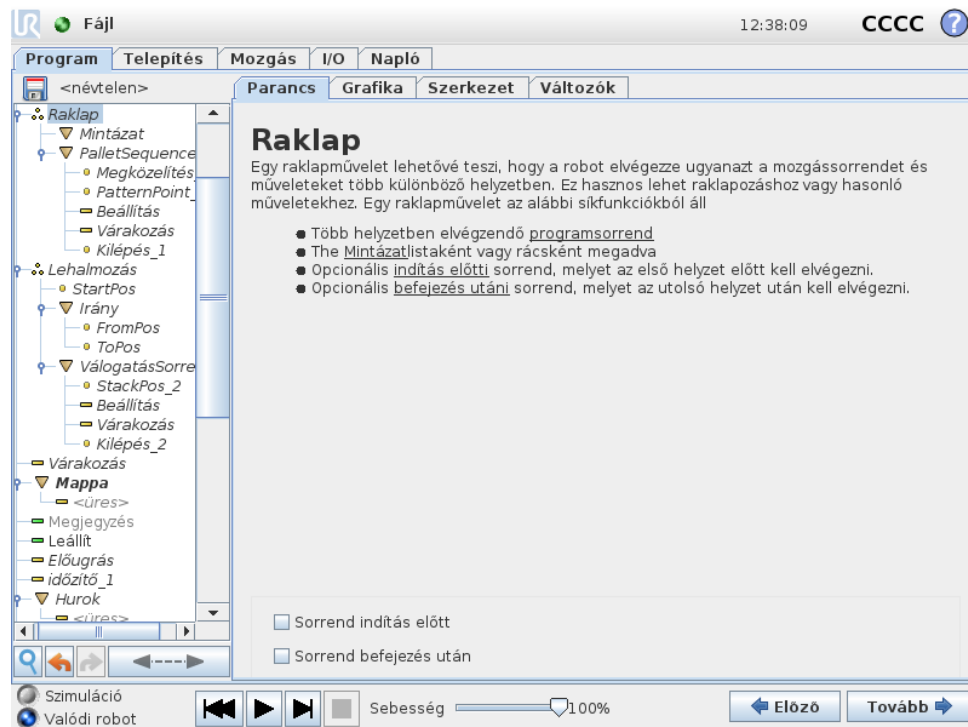 Fájl
12:38:09
CCCC
?
Program Telepítés Mozgás I/O Napló
<névtelen>
Parancs Grafika Szerkezet Változók
Raklap
Mintázat
PalletSequence
Megközelítés_
PatternPoint_
Beállítás
Várakozás
Kilépés_1
Lehalmozás
StartPos
Irány
FromPos
ToPos
VálogatásSorre
StackPos_2
Beállítás
Várakozás
Kilépés_2
Várakozás
Mappa
<üres>
Megjegyzés
Leállít
Előugrás
időzítő_1
Hurok
<üres>
Raklap
Egy raklapművelet lehetővé teszi, hogy a robot elvégezze ugyanazt a mozgássorrendet és
műveleteket több különböző helyzetben. Ez hasznos lehet raklapozáshoz vagy hasonló
műveletekhez. Egy raklapművelet az alábbi síkfunkciókból áll
Több helyzetben elvégzendő programsorrend
The Mintázatlistaként vagy rácsként megadva
Opcionális indítás előtti sorrend, melyet az első helyzet előtt kell elvégezni.
Opcionális befejezés utáni sorrend, melyet az utolsó helyzet után kell elvégezni.
Sorrend indítás előtt
Sorrend befejezés után
Szimuláció
Valódi robot
Sebesség 100%
Előző
Tovább